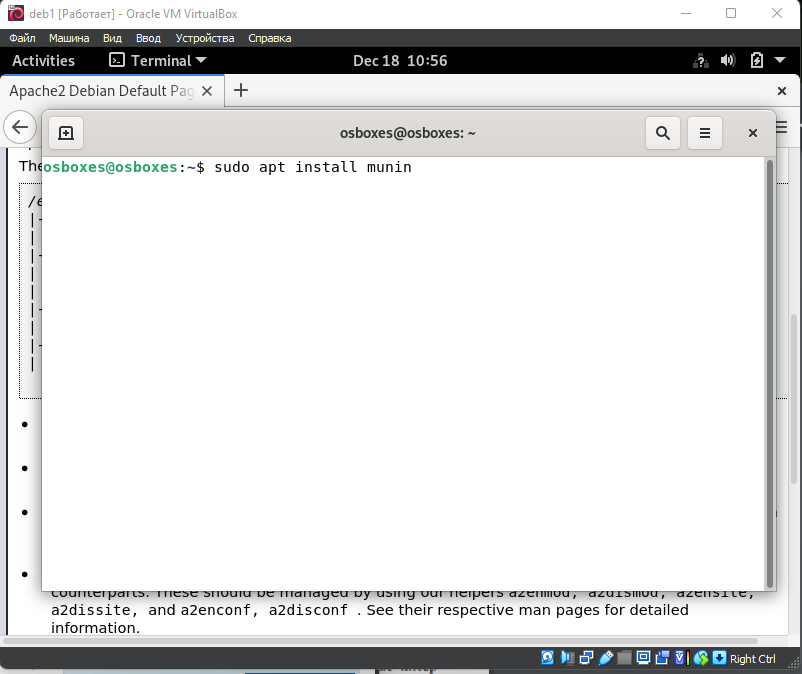 deb1 [Работает] - Oracle VM VirtualBox
Файл Машина Вид Ввод Устройства Справка
Activities Terminal Dec 18 10:56
Apache2 Debian Default Pag
osboxes@osboxes: ~
The
osboxes@osboxes:~$ sudo apt install munin
/e
|-
|
|-
|
|
|-
|
|-
|
counterparts. These should be managed by using our helpers a2enmod, a2dismod, a2ensite,
a2dissite, and a2enconf, a2disconf . See their respective man pages for detailed
information.
Right Ctrl